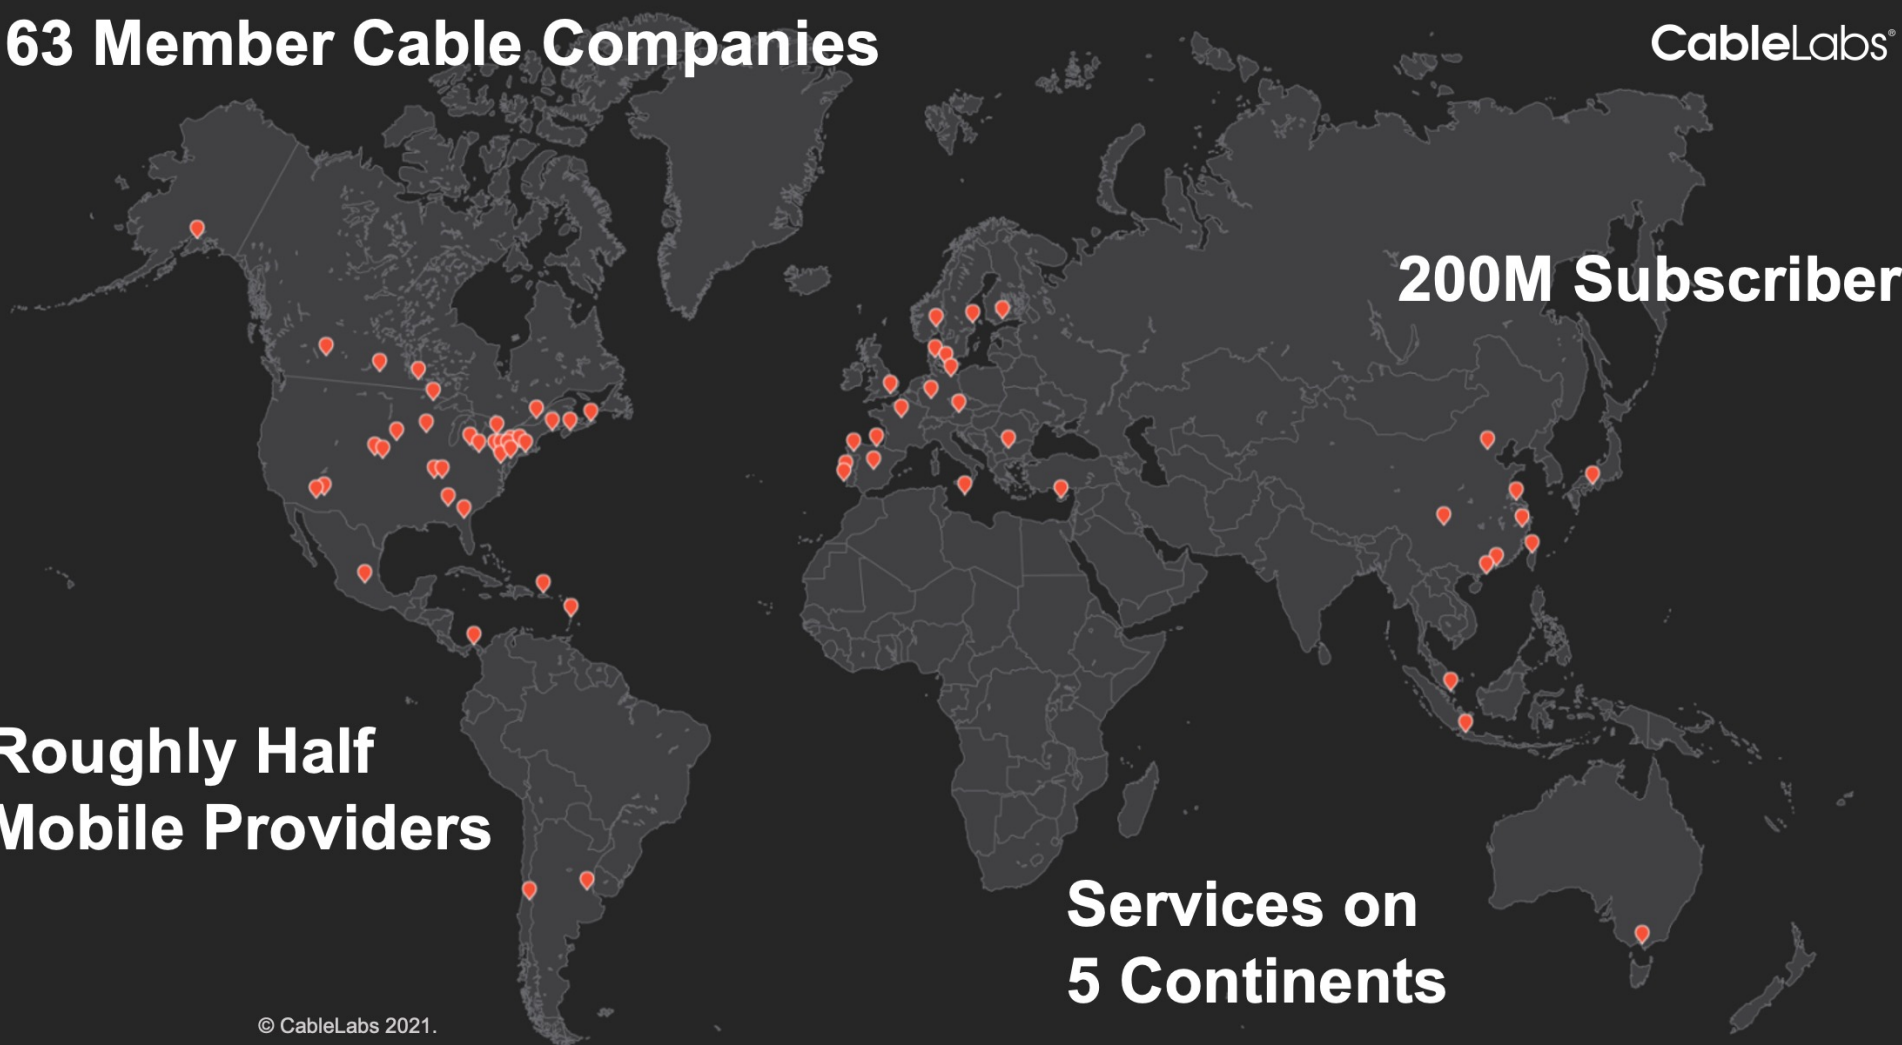 63 Member Cable Companies
CableLabs®
200M Subscriber
Roughly Half
Mobile Providers
Services on
5 Continents
© CableLabs 2021.